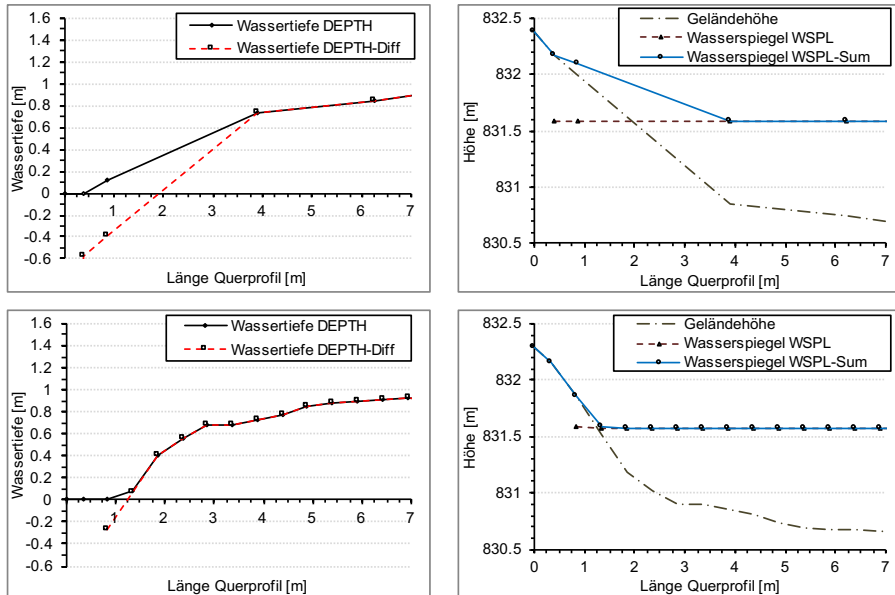 Wassertiefe [m]
1.6
1.4
1.2
1
0.8
0.6
0.4
0.2
0
-0.2
-0.4
-0.6
1 2 3 4 5 6 7
Länge Querprofil [m]
Wassertiefe DEPTH
Wassertiefe DEPTH-Diff
Höhe [m]
832.5
832
831.5
831
830.5
0 1 2 3 4 5 6 7
Länge Querprofil [m]
Geländehöhe
Wasserspiegel WSPL
Wasserspiegel WSPL-Sum
Wassertiefe [m]
1.6
1.4
1.2
1
0.8
0.6
0.4
0.2
0
-0.2
-0.4
-0.6
1 2 3 4 5 6 7
Länge Querprofil [m]
Wassertiefe DEPTH
Wassertiefe DEPTH-Diff
Höhe [m]
832.5
832
831.5
831
830.5
0 1 2 3 4 5 6 7
Länge Querprofil [m]
Geländehöhe
Wasserspiegel WSPL
Wasserspiegel WSPL-Sum